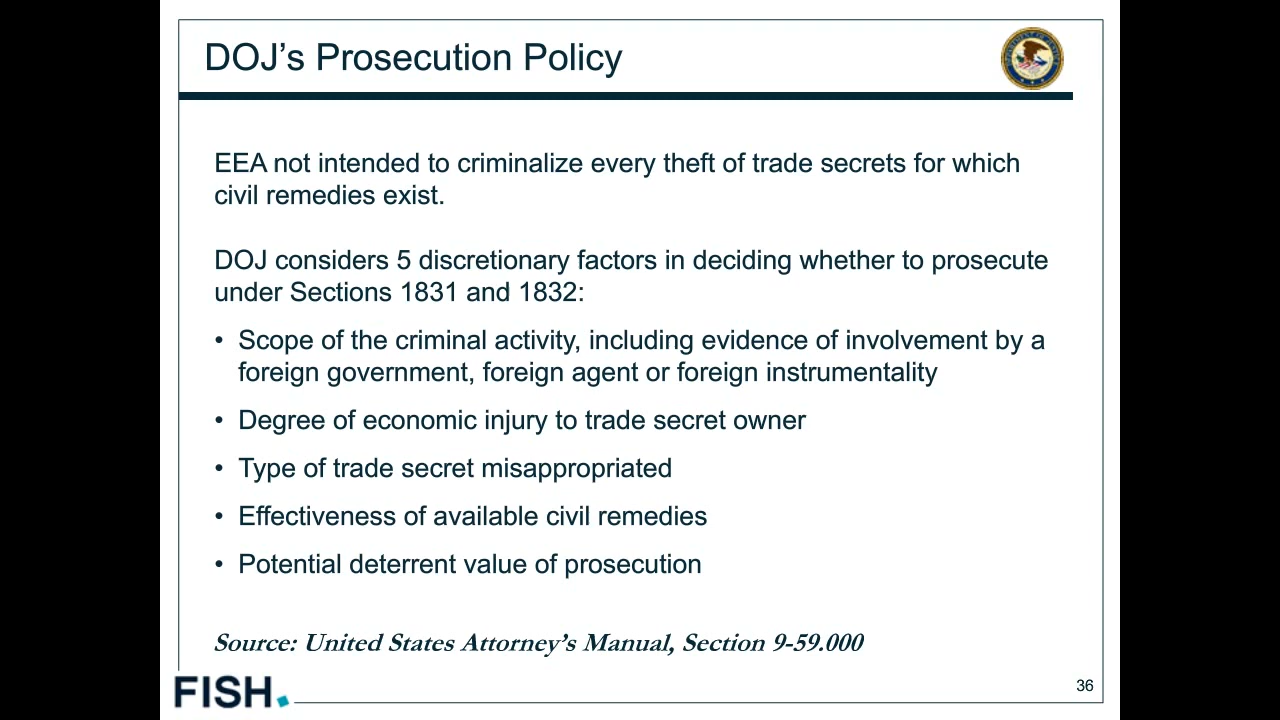 DOJ’s Prosecution Policy
EEA not intended to criminalize every theft of trade secrets for which
civil remedies exist.
DOJ considers 5 discretionary factors in deciding whether to prosecute
under Sections 1831 and 1832:
• Scope of the criminal activity, including evidence of involvement by a
foreign government, foreign agent or foreign instrumentality
• Degree of economic injury to trade secret owner
• Type of trade secret misappropriated
• Effectiveness of available civil remedies
• Potential deterrent value of prosecution
Source: United States Attorney’s Manual, Section 9-59.000
FISH.
36